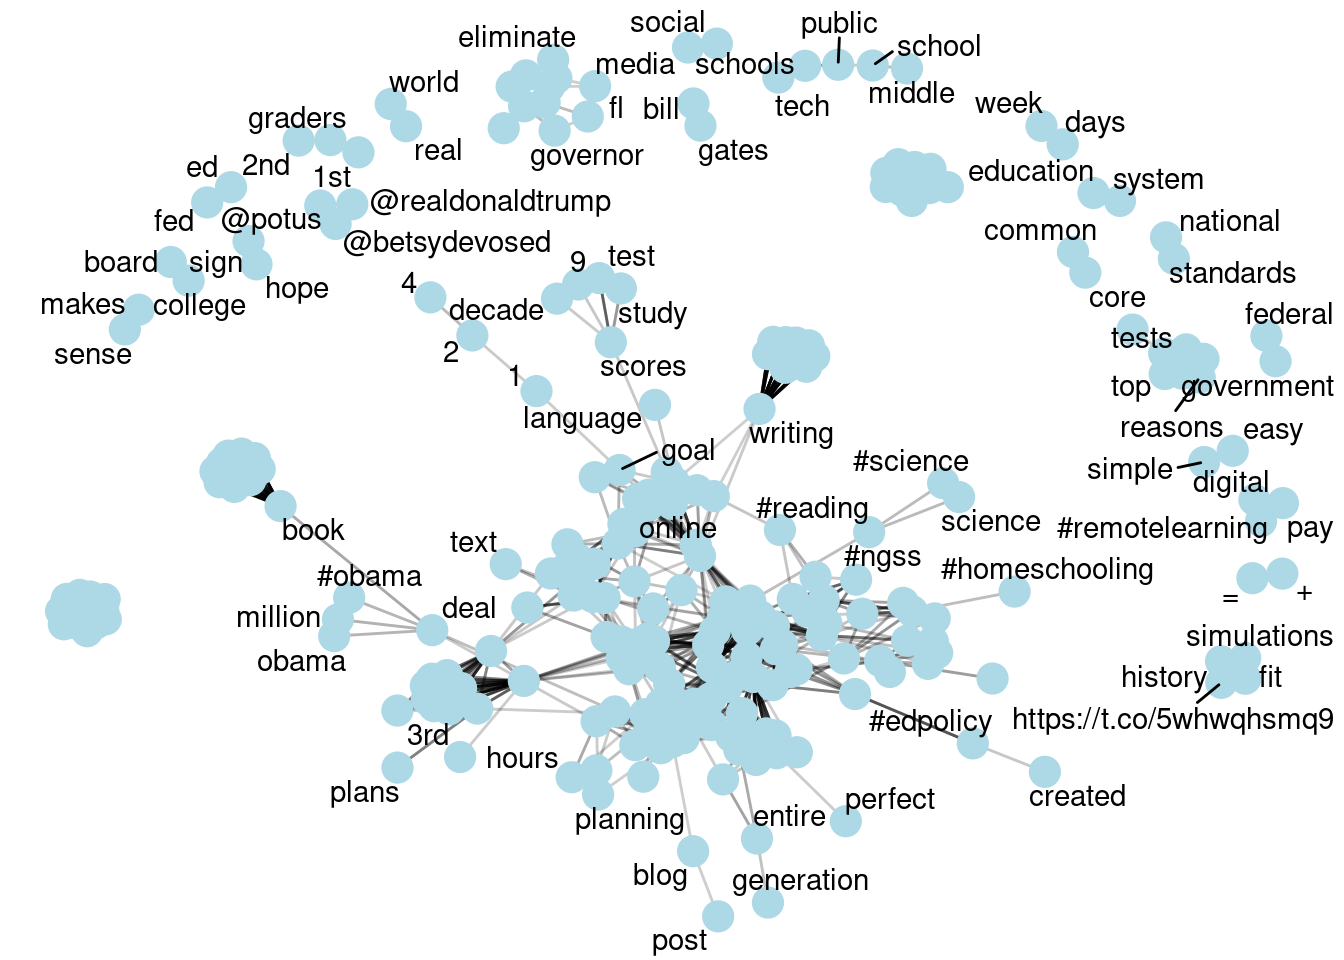 social
public
eliminate
school
media
schools
world
middle
tech
week
fl
bill
graders
days
real
governor
gates
ed
2nd
1st
education
system
@realdonaldtrump
fed
@potus
national
common
@betsydevosed
board
sign
test
9
standards
4
hope
core
makes
college
decade
study
federal
sense
2
scores
tests
1
top
government
language
reasons
easy
writing
goal
#science
simple
digital
#reading
science
book
online
#remotelearning
pay
text
#ngss
#obama
#homeschooling
=
+
million
deal
simulations
obama
history
fit
3rd
#edpolicy
https://t.co/5whwqhsmq9
hours
plans
perfect
created
planning
entire
blog
generation
post